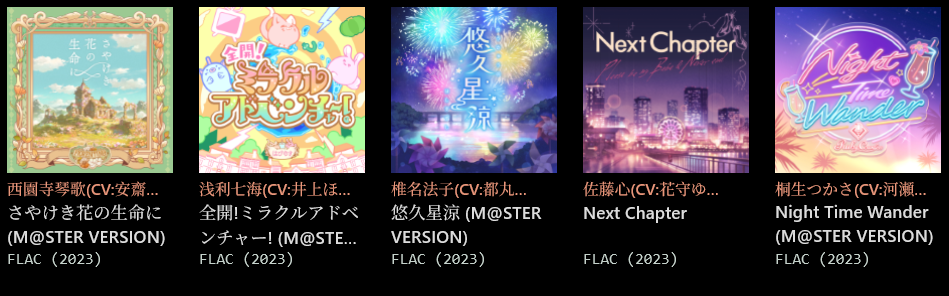 さやけき
花の
生命に
全開!
ミラクル
アドベンチャー!
悠久星涼
Next Chapter
Night
Time
Wander
西園寺琴歌(CV:安齋...
さやけき花の生命に
(M@STER VERSION)
FLAC (2023)
浅利七海(CV:井上ほ...
全開!ミラクルアドベ
ンチャー! (M@STE...
FLAC (2023)
椎名法子(CV:都丸...
悠久星涼 (M@STER
VERSION)
FLAC (2023)
佐藤心(CV:花守ゆ...
Next Chapter
FLAC (2023)
桐生つかさ(CV:河瀬...
Night Time Wander
(M@STER VERSION)
FLAC (2023)